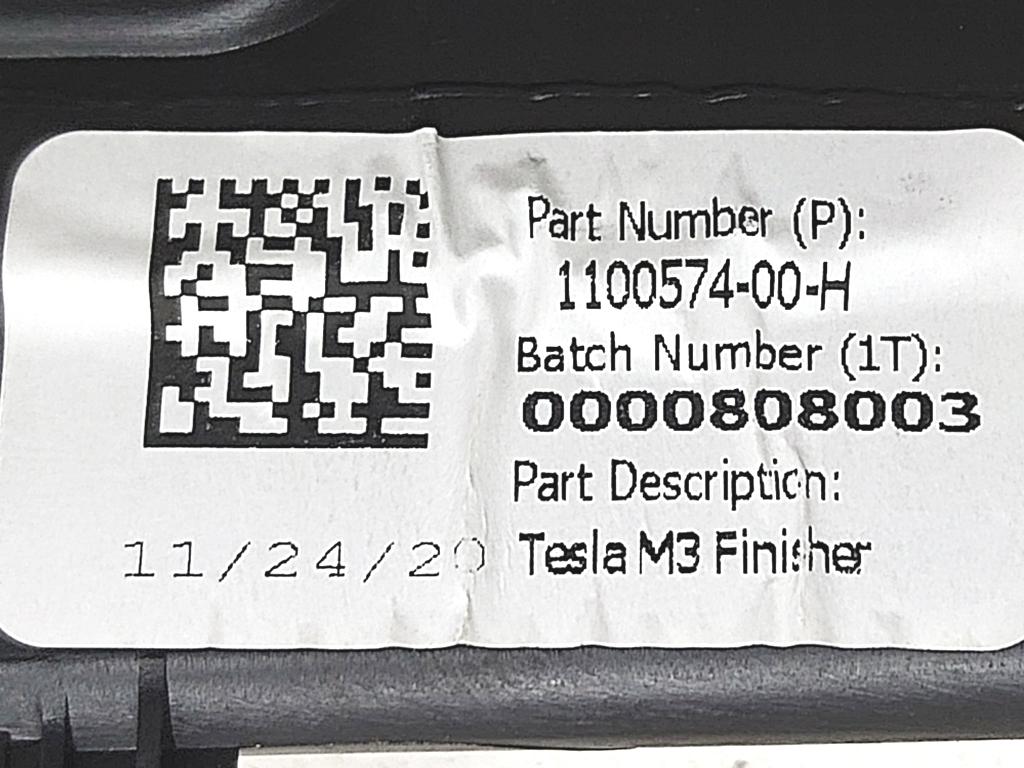 Part Number (P):
1100574-00-H
Batch Number (1T):
0000808003
Part Description:
Tesla M3 Finisher
11/24/20